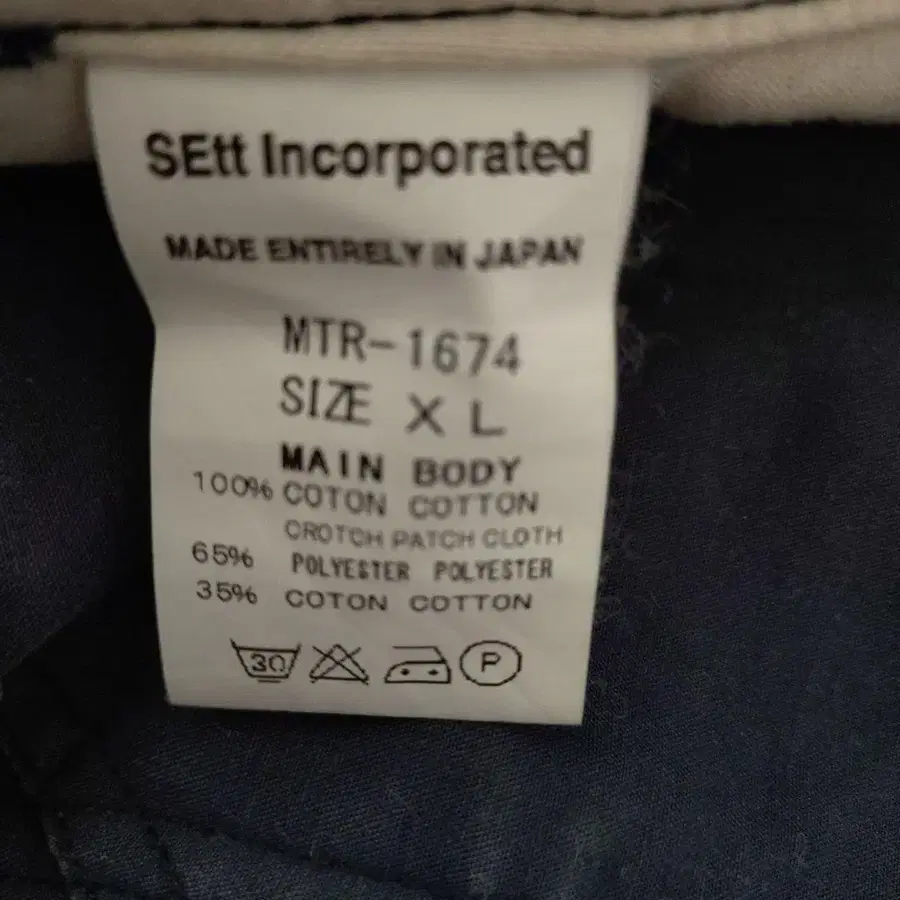 SEtt Incorporated
MADE ENTIRELY IN JAPAN
MTR-1674
SIZE XL
MAIN BODY
100% COTON COTTON
CROTCH PATCH CLOTH
65% POLYESTER POLYESTER
35% COTON COTTON
30 P